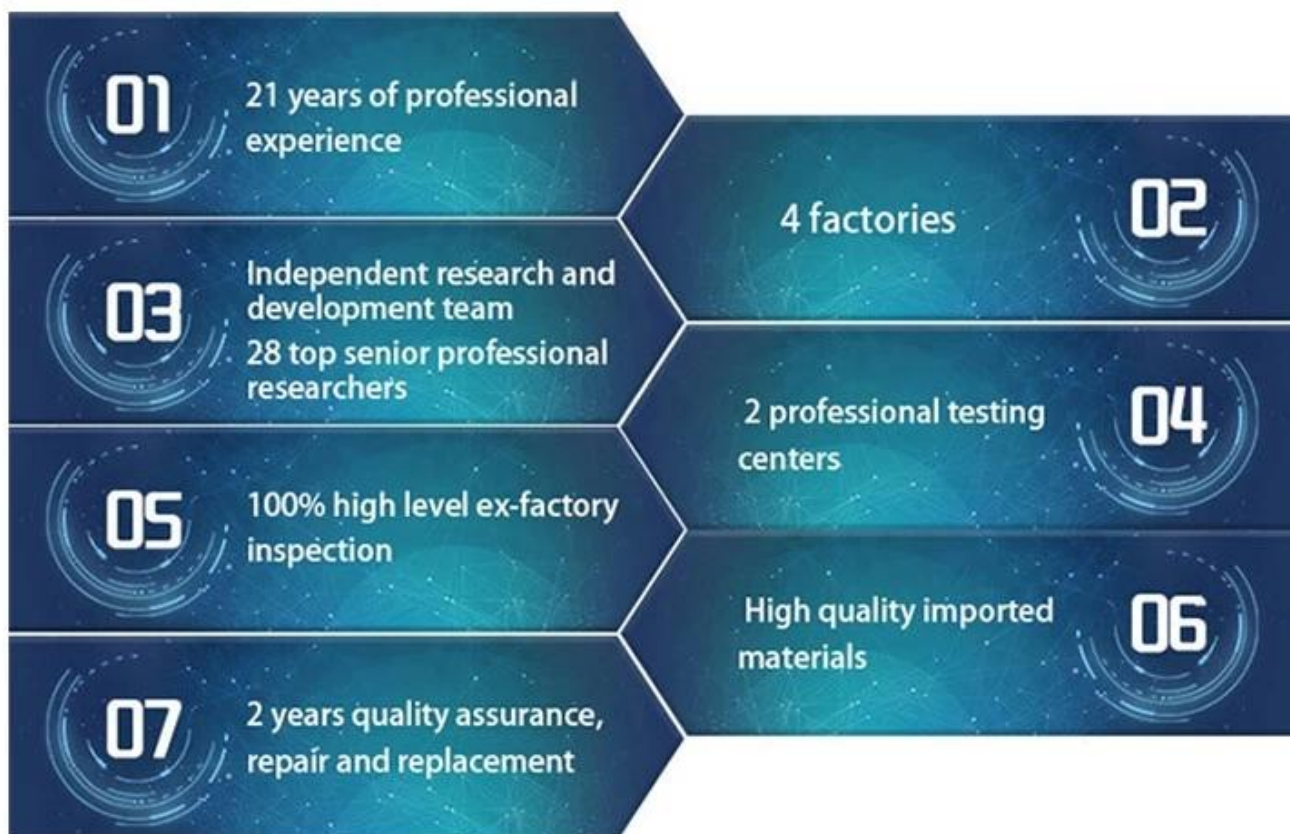 01
21 years of professional
experience
02
4 factories
03
Independent research and
development team
28 top senior professional
researchers
04
2 professional testing
centers
05
100% high level ex-factory
inspection
06
High quality imported
materials
07
2 years quality assurance,
repair and replacement